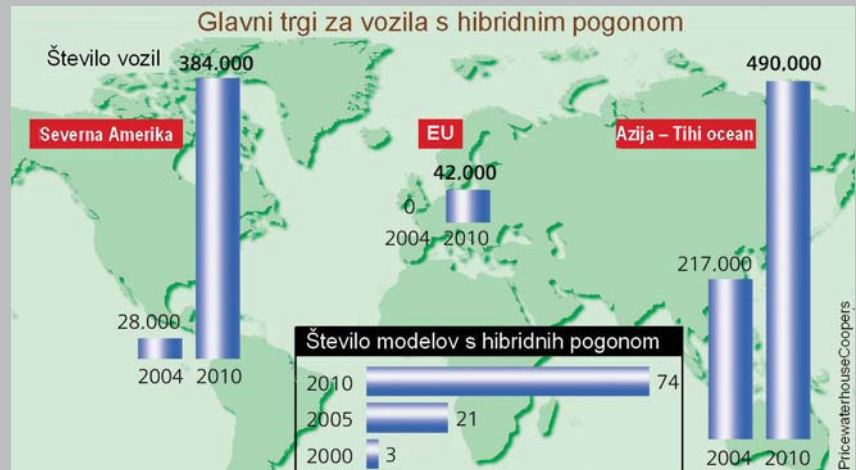 Glavni trgi za vozila s hibridnim pogonom
Število vozil
384.000
490.000
Severna Amerika
EU
Azija – Tihi ocean
42.000
0
2004 2010
217.000
28.000
2004 2010
Število modelov s hibridnih pogonom
2010 74
2005 21
2000 3
2004 2010
PricewaterhouseCoopers